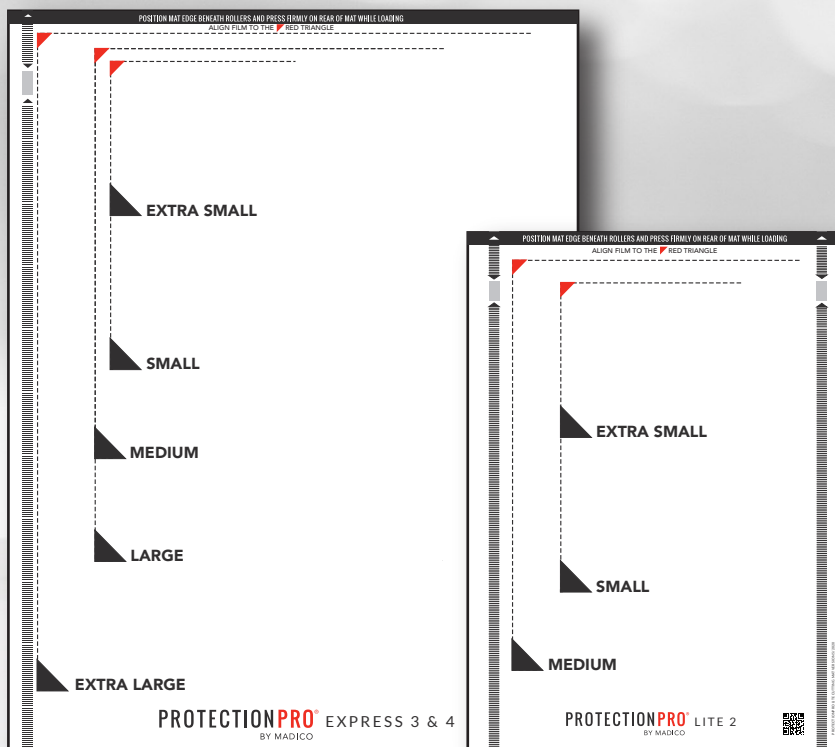 POSITION MAT EDGE BENEATH ROLLERS AND PRESS FIRMLY ON REAR OF MAT WHILE LOADING
ALIGN FILM TO THE RED TRIANGLE
EXTRA SMALL
SMALL
MEDIUM
LARGE
EXTRA LARGE
PROTECTIONPRO® EXPRESS 3 & 4
BY MADICO
POSITION MAT EDGE BENEATH ROLLERS AND PRESS FIRMLY ON REAR OF MAT WHILE LOADING
ALIGN FILM TO THE RED TRIANGLE
EXTRA SMALL
SMALL
MEDIUM
PROTECTIONPRO® LITE 2
BY MADICO